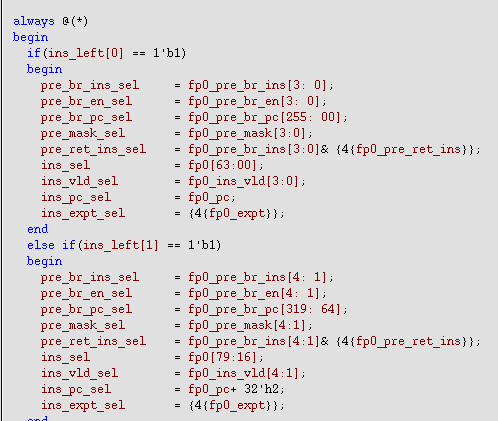 always @(*)
begin
if(ins_left[0] == 1'b1)
begin
pre_br_ins_sel = fp0_pre_br_ins[3: 0];
pre_br_en_sel = fp0_pre_br_en[3: 0];
pre_br_pc_sel = fp0_pre_br_pc[255: 00];
pre_mask_sel = fp0_pre_mask[3:0];
pre_ret_ins_sel = fp0_pre_br_ins[3:0]& {4{fp0_pre_ret_ins}};
ins_sel = fp0[63:00];
ins_vld_sel = fp0_ins_vld[3:0];
ins_pc_sel = fp0_pc;
ins_expt_sel = {4{fp0_expt}};
end
else if(ins_left[1] == 1'b1)
begin
pre_br_ins_sel = fp0_pre_br_ins[4: 1];
pre_br_en_sel = fp0_pre_br_en[4: 1];
pre_br_pc_sel = fp0_pre_br_pc[319: 64];
pre_mask_sel = fp0_pre_mask[4:1];
pre_ret_ins_sel = fp0_pre_br_ins[4:1]& {4{fp0_pre_ret_ins}};
ins_sel = fp0[79:16];
ins_vld_sel = fp0_ins_vld[4:1];
ins_pc_sel = fp0_pc+ 32'h2;
ins_expt_sel = {4{fp0_expt}};
end